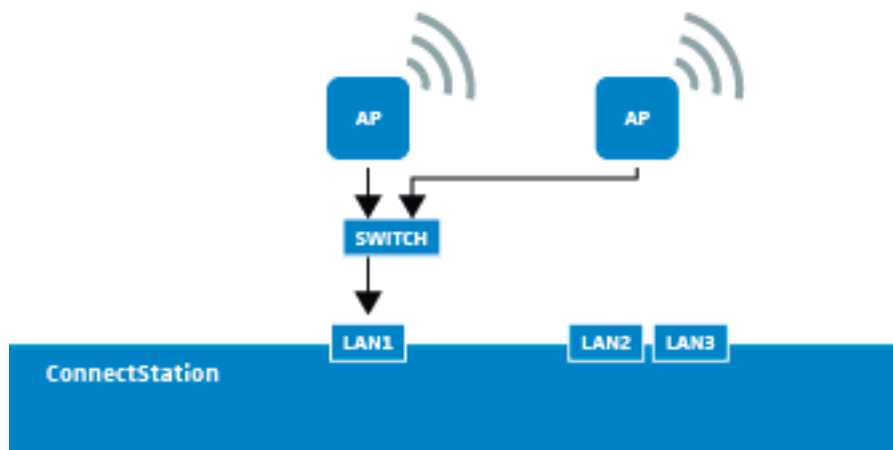 AP
AP
SWITCH
LAN1
LAN2
LAN3
ConnectStation